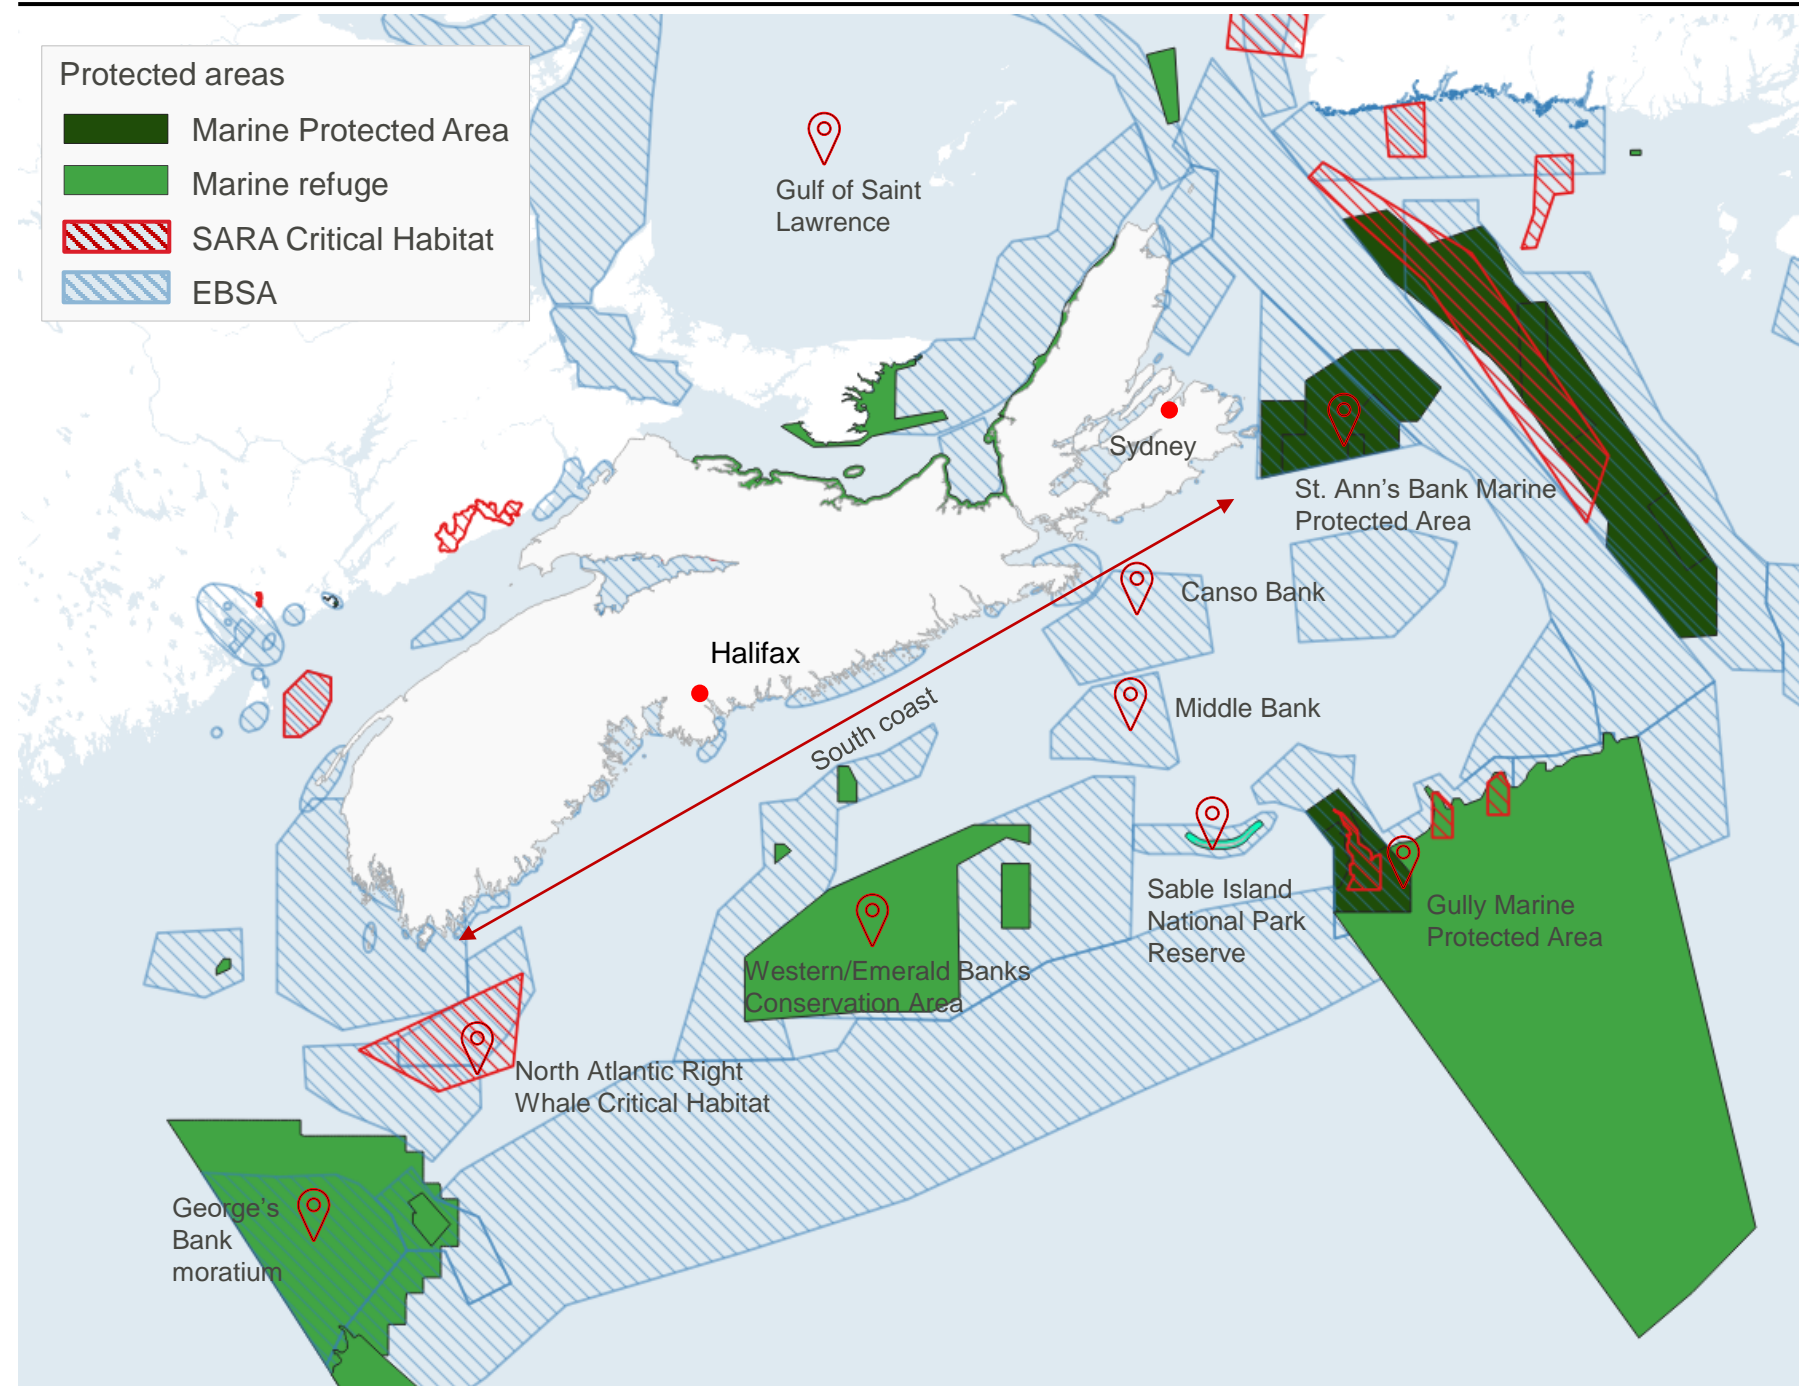 Protected areas
Marine Protected Area
Marine refuge
SARA Critical Habitat
EBSA
Gulf of Saint
Lawrence
Sydney
St. Ann's Bank Marine
Protected Area
Canso Bank
Halifax
Middle Bank
South coast
Sable Island
National Park
Reserve
Gully Marine
Protected Area
Western/Emerald Banks
Conservation Area
North Atlantic Right
Whale Critical Habitat
George's
Bank
moratium